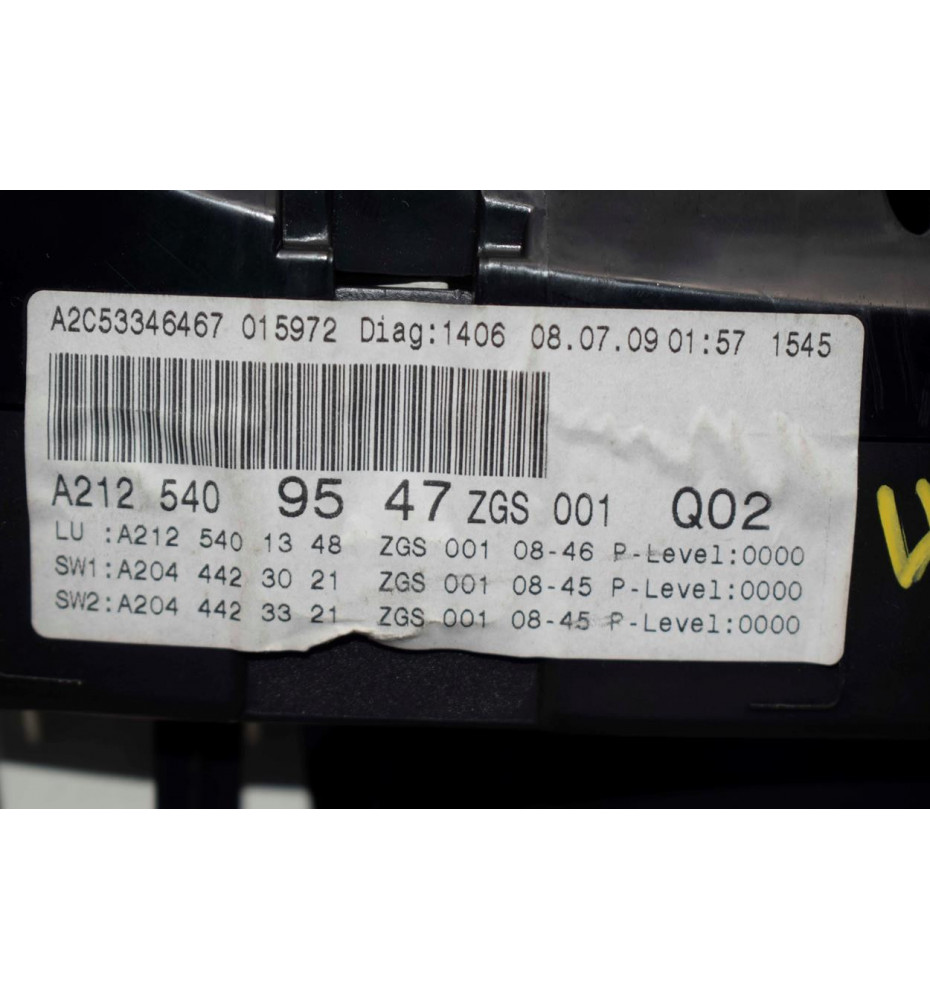 A2C53346467 015972 Diag:1406 08.07.09 01:57 1545
A212 540 95 47 ZGS 001 Q02
LU :A212 540 13 48 ZGS 001 08-46 P-Level:0000
SW1:A204 442 30 21 ZGS 001 08-45 P-Level:0000
SW2:A204 442 33 21 ZGS 001 08-45 P-Level:0000